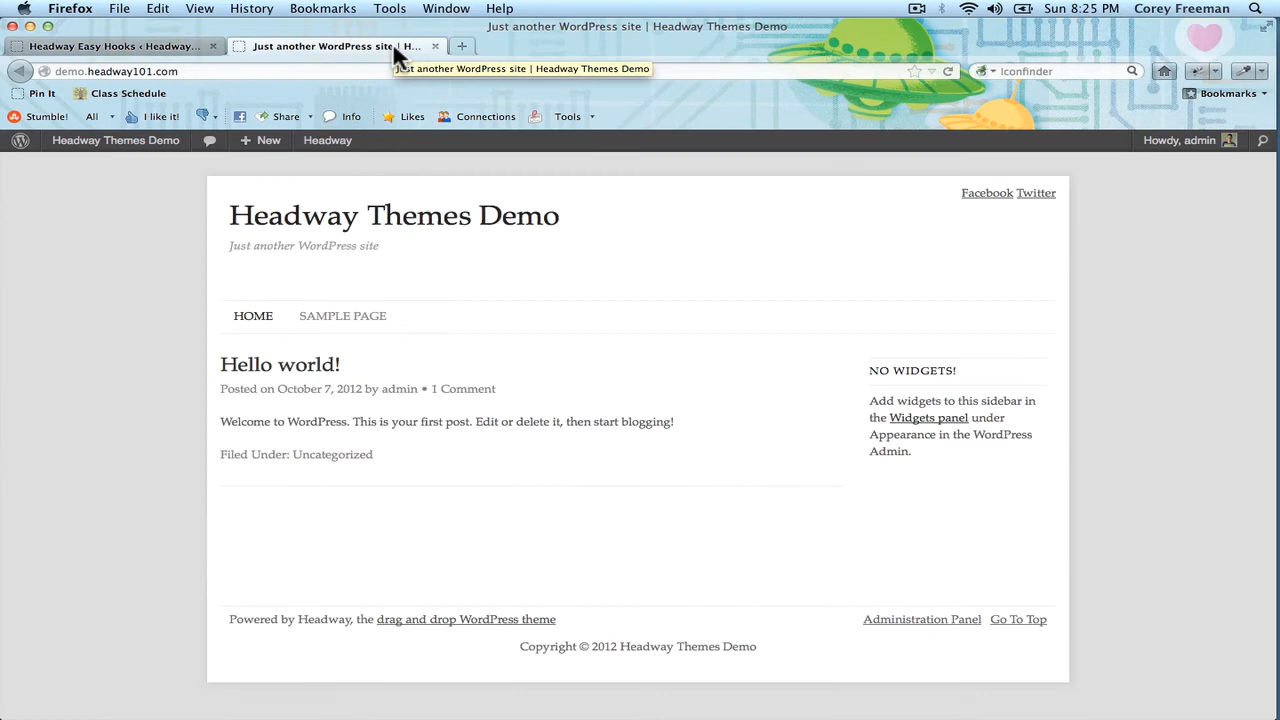 Firefox File Edit View History Bookmarks Tools Window Help Sun 8:25 PM Corey Freeman
Just another WordPress site | Headway Themes Demo
Headway Easy Hooks ‹ Headway... Just another WordPress site | H...
demo.headway101.com Just another WordPress site | Headway Themes Demo Iconfinder
Pin It Class Schedule Bookmarks
Stumble! All I like it! Share Info Likes Connections Tools
Headway Themes Demo + New Headway Howdy, admin
Facebook Twitter
Headway Themes Demo
Just another WordPress site
HOME SAMPLE PAGE
Hello world!
Posted on October 7, 2012 by admin • 1 Comment
Welcome to WordPress. This is your first post. Edit or delete it, then start blogging!
Filed Under: Uncategorized
NO WIDGETS!
Add widgets to this sidebar in
the Widgets panel under
Appearance in the WordPress
Admin.
Powered by Headway, the drag and drop WordPress theme Administration Panel Go To Top
Copyright © 2012 Headway Themes Demo